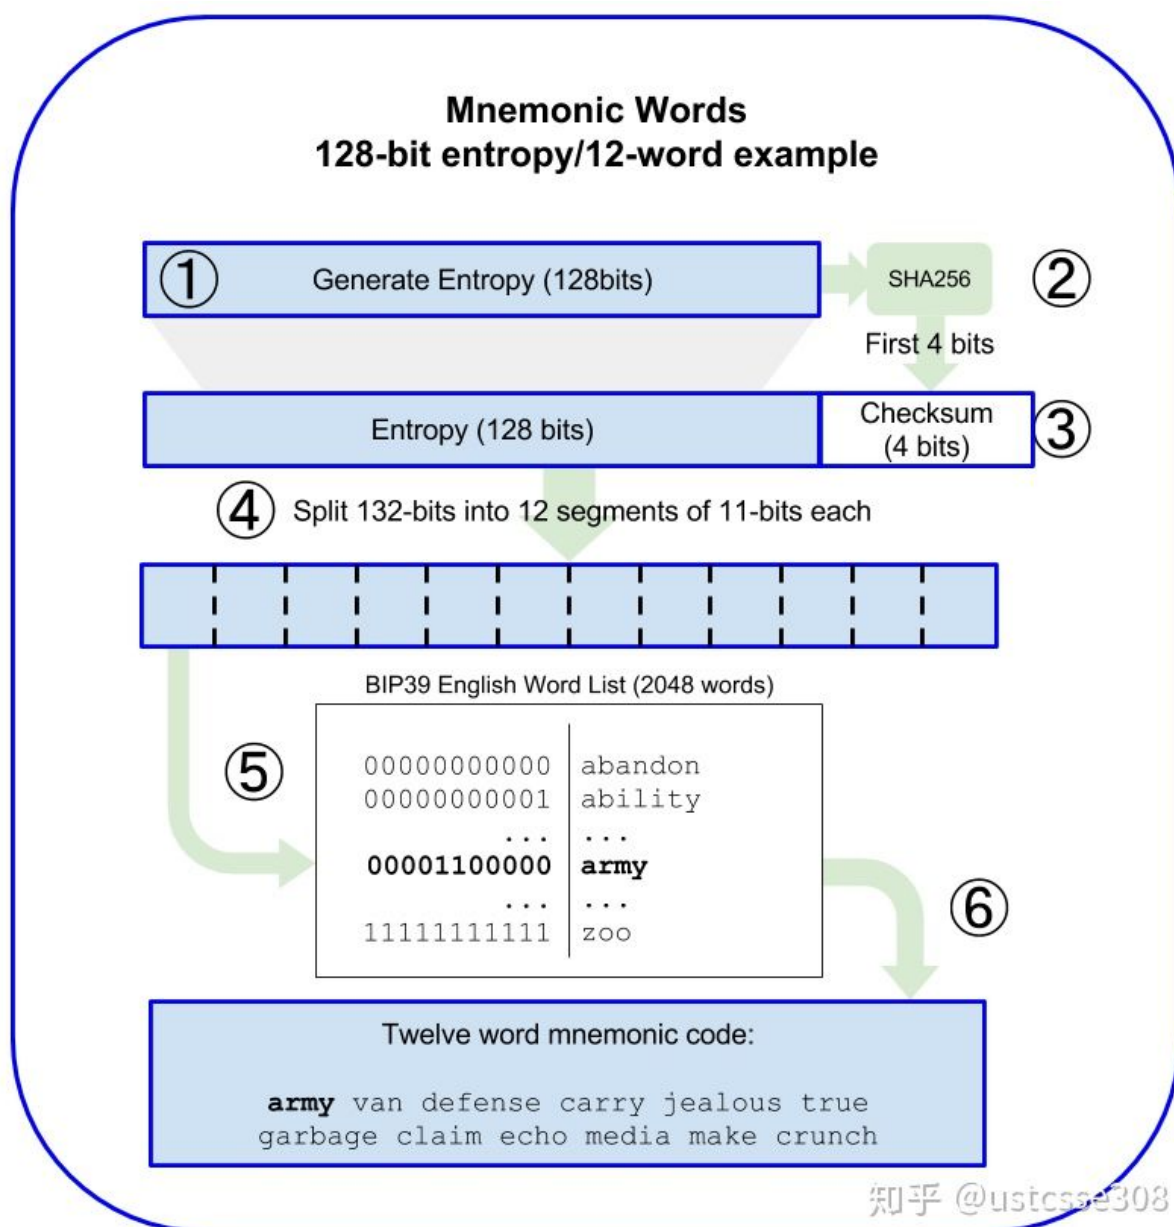 Mnemonic Words
128-bit entropy/12-word example
① Generate Entropy (128bits) SHA256 ②
First 4 bits
Entropy (128 bits) Checksum (4 bits) ③
④ Split 132-bits into 12 segments of 11-bits each
BIP39 English Word List (2048 words)
⑤
00000000000 abandon
00000000001 ability
... ...
00001100000 army
... ...
11111111111 zoo
⑥
Twelve word mnemonic code:
army van defense carry jealous true
garbage claim echo media make crunch
知乎 @ustcsse308